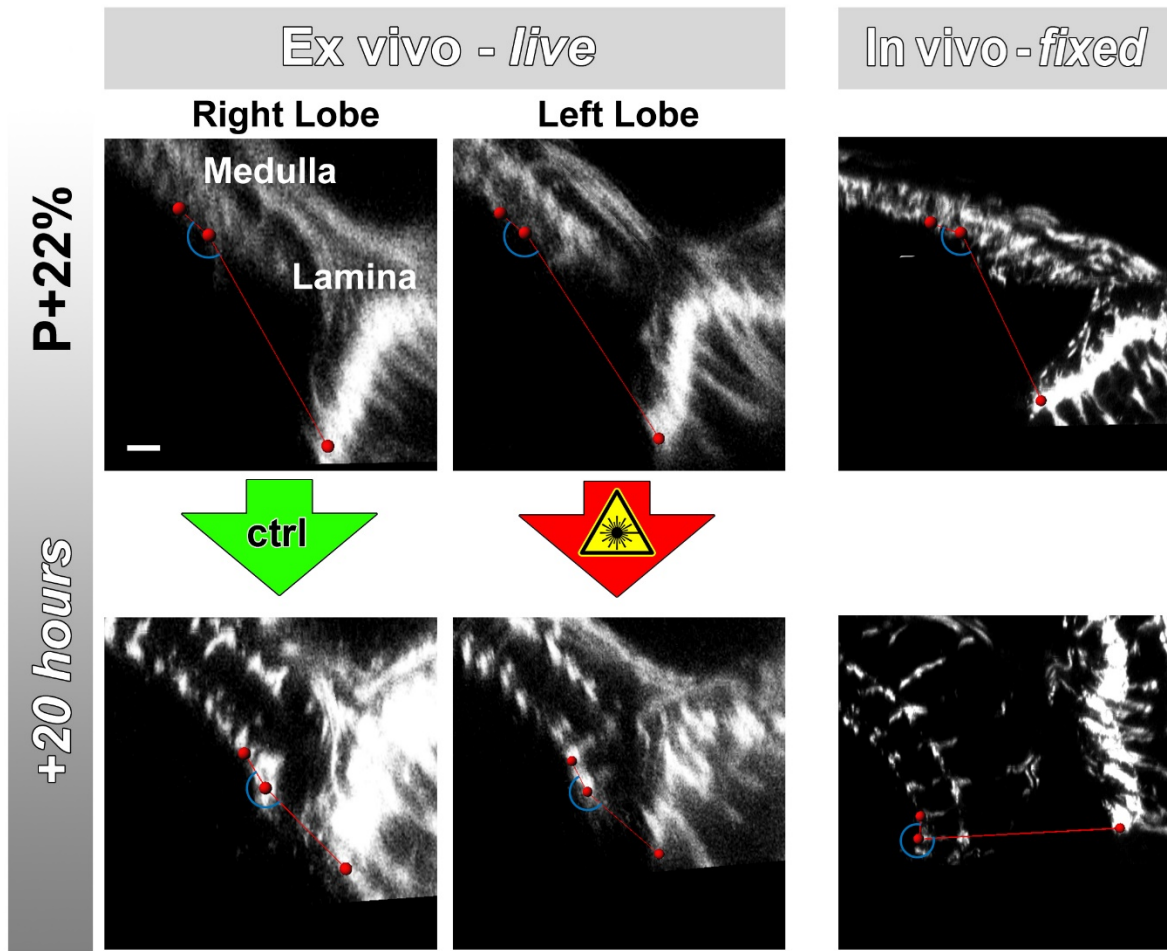 Ex vivo - live
In vivo - fixed
Right Lobe
Left Lobe
P+22%
Medulla
Lamina
ctrl
+20 hours